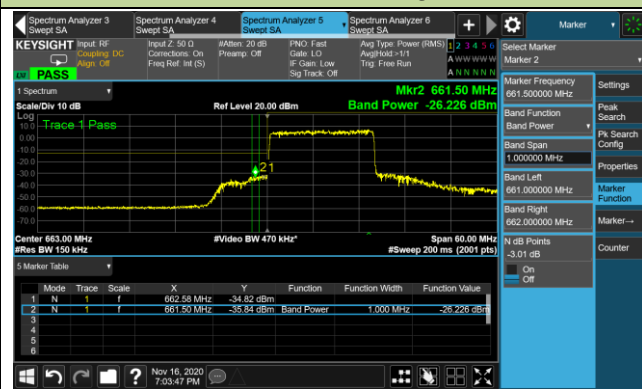 Spectrum Analyzer 3
Swept SA
Spectrum Analyzer 4
Swept SA
Spectrum Analyzer 5
Swept SA
Spectrum Analyzer 6
Swept SA
Marker
KEYSIGHT
Input: RF
Coupling: DC
Align: Off
PASS
Input Z: 50 Ω
Corrections: On
Freq Ref: Int (S)
#Atten: 20 dB
Preamp: Off
PNO: Fast
Gate: LO
IF Gain: Low
Sig Track: Off
Avg Type: Power (RMS)
Avg|Hold:>1/1
Trig: Free Run
1 2 3 4 5 6
A W W W W W
A N N N N N
Select Marker
Marker 2
1 Spectrum
Scale/Div 10 dB
Ref Level 20.00 dBm
Mkr2 661.50 MHz
Band Power -26.226 dBm
Log
Trace 1 Pass
10.0
0.00
-10.0
-20.0
-30.0
-40.0
-50.0
-60.0
-70.0
21
Center 663.00 MHz
#Res BW 150 kHz
#Video BW 470 kHz*
Span 60.00 MHz
#Sweep 200 ms (2001 pts)
5 Marker Table
Mode Trace Scale X Y Function Function Width Function Value
1 N 1 f 662.58 MHz -34.82 dBm
2 N 1 f 661.50 MHz -35.84 dBm Band Power 1.000 MHz -26.226 dBm
3
4
5
6
Marker Frequency
661.500000 MHz
Band Function
Band Power
Band Span
1.000000 MHz
Band Left
661.000000 MHz
Band Right
662.000000 MHz
N dB Points
-3.01 dB
On
Off
Settings
Peak
Search
Pk Search
Config
Properties
Marker
Function
Marker→
Counter
Nov 16, 2020
7:03:47 PM